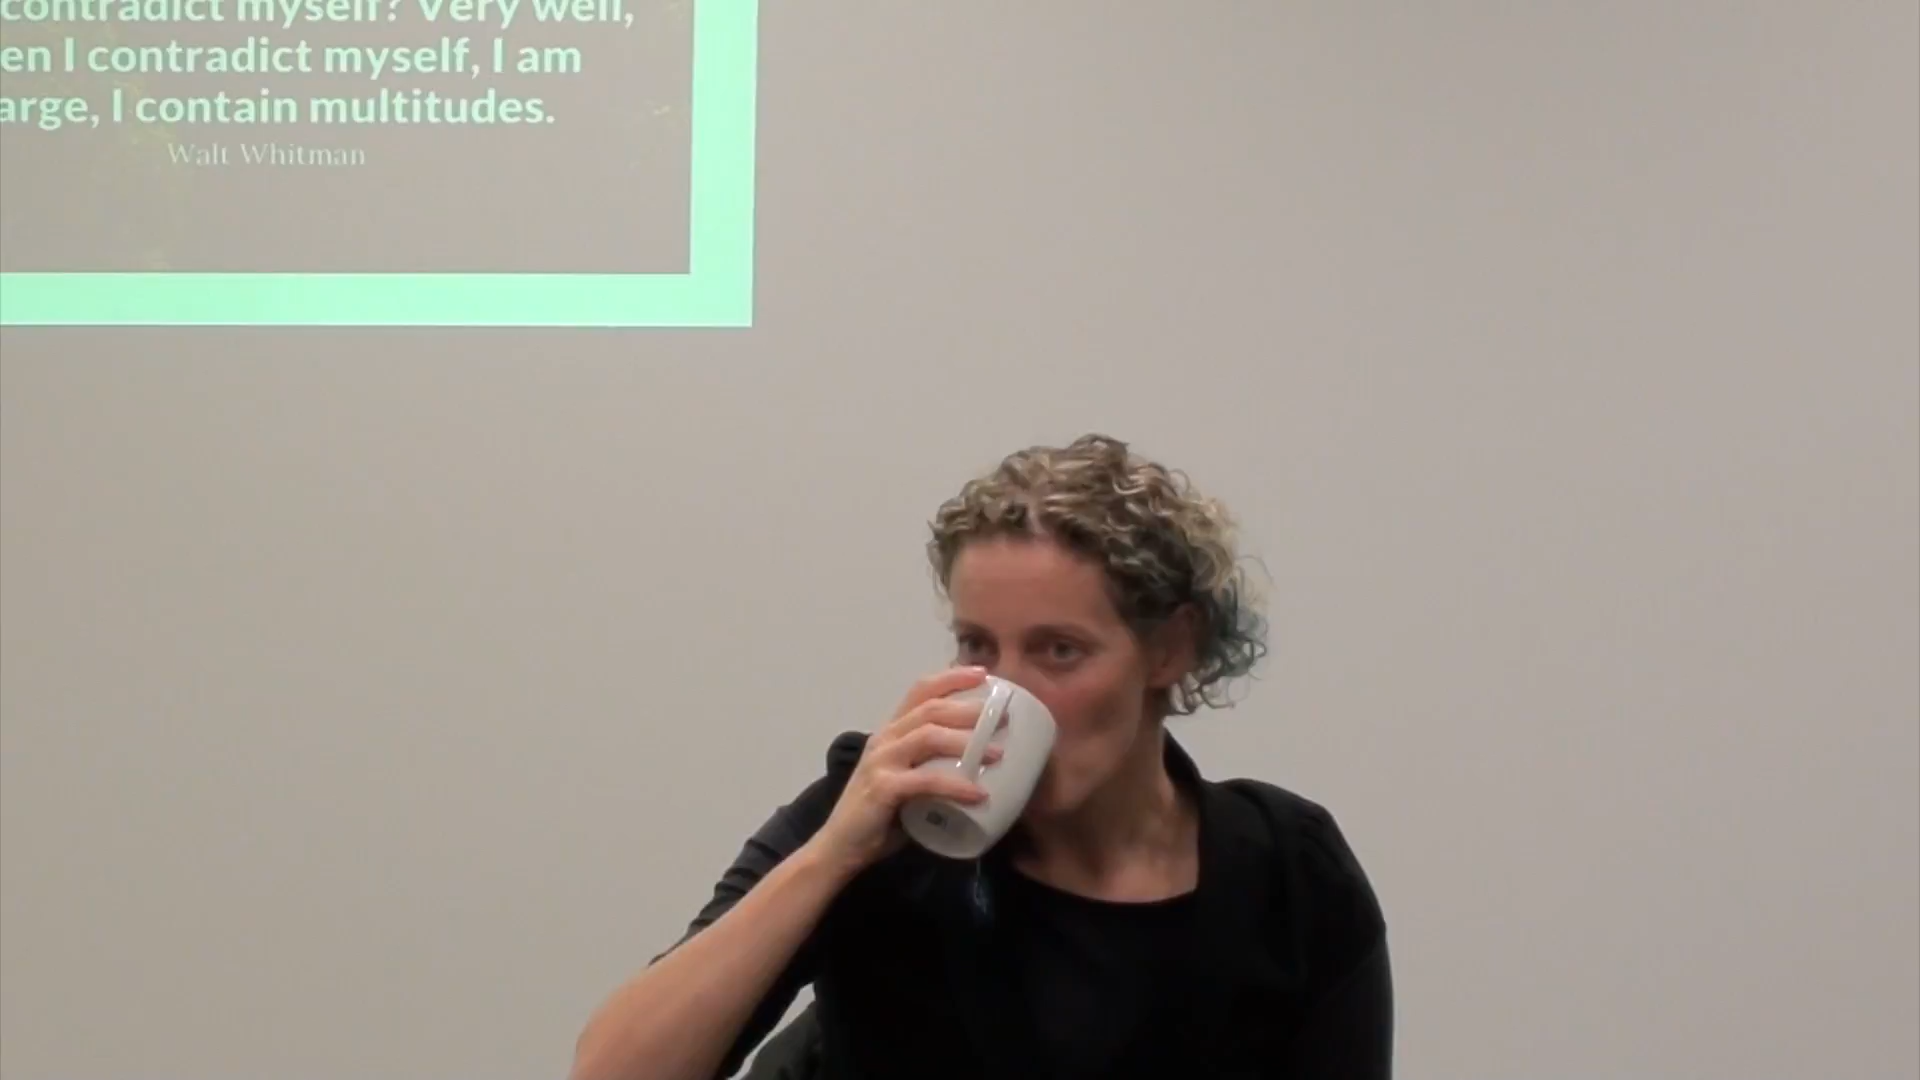 contradict myself? Very well,
en I contradict myself, I am
arge, I contain multitudes.
Walt Whitman